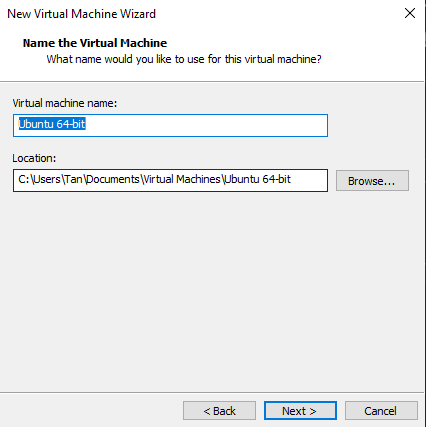 New Virtual Machine Wizard
Name the Virtual Machine
What name would you like to use for this virtual machine?
Virtual machine name:
Ubuntu 64-bit
Location:
C:\Users\Tan\Documents\Virtual Machines\Ubuntu 64-bit
Browse...
< Back
Next >
Cancel